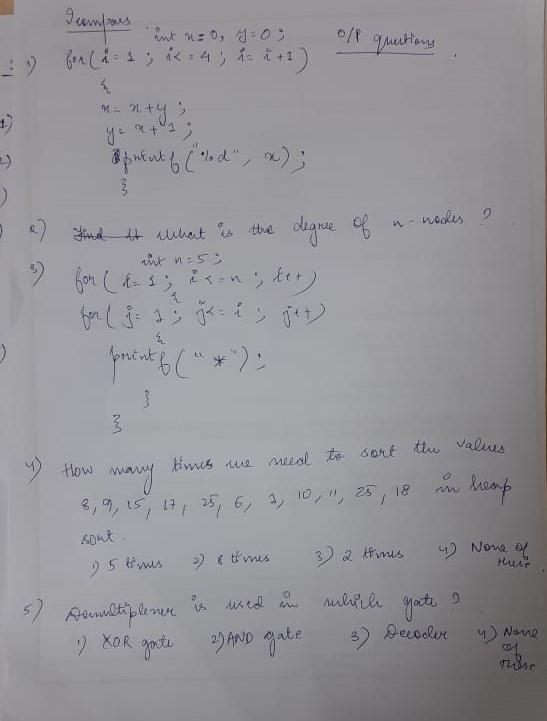 int x=0, y=0;
O/P questions
1) for(i=1; i<=4; i=i+1)
{
x=x+y;
y=x+1;
printf("%d", x);
}
2) what is the degree of n-nodes?
int n=5;
3) for(i=1; i<=n; i++)
{
for(j=1; j<=i; j++)
{
printf("*");
}
}
4) How many times we need to sort the values
8, 9, 15, 17, 25, 6, 1, 10, 11, 25, 18 in heap
sort.
1) 5 times 2) 8 times 3) 2 times 4) None of
these
5) Demultiplexer is used in which gate?
1) XOR gate 2) AND gate 3) Decoder 4) None
of
these